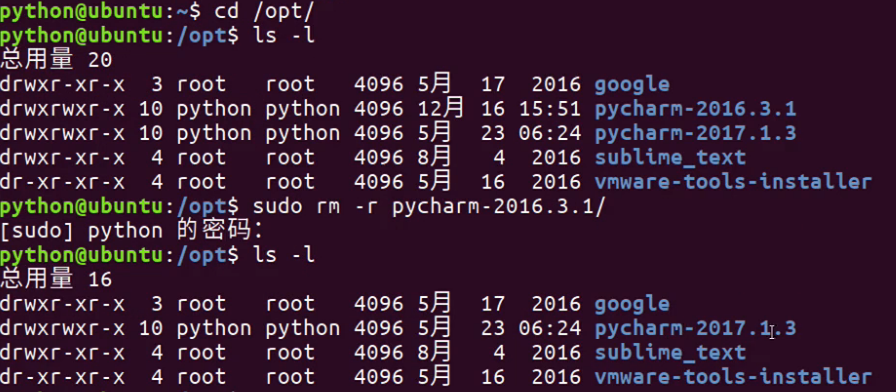 python@ubuntu:~$ cd /opt/
python@ubuntu:/opt$ ls -l
总用量 20
drwxr-xr-x  3 root   root   4096 5月  17  2016 google
drwxrwxr-x 10 python python 4096 12月 16 15:51 pycharm-2016.3.1
drwxrwxr-x 10 python python 4096 5月  23 06:24 pycharm-2017.1.3
drwxr-xr-x  4 root   root   4096 8月   4  2016 sublime_text
dr-xr-xr-x  4 root   root   4096 5月  16  2016 vmware-tools-installer
python@ubuntu:/opt$ sudo rm -r pycharm-2016.3.1/
[sudo] python 的密码:
python@ubuntu:/opt$ ls -l
总用量 16
drwxr-xr-x  3 root   root   4096 5月  17  2016 google
drwxrwxr-x 10 python python 4096 5月  23 06:24 pycharm-2017.1.3
drwxr-xr-x  4 root   root   4096 8月   4  2016 sublime_text
dr-xr-xr-x  4 root   root   4096 5月  16  2016 vmware-tools-installer